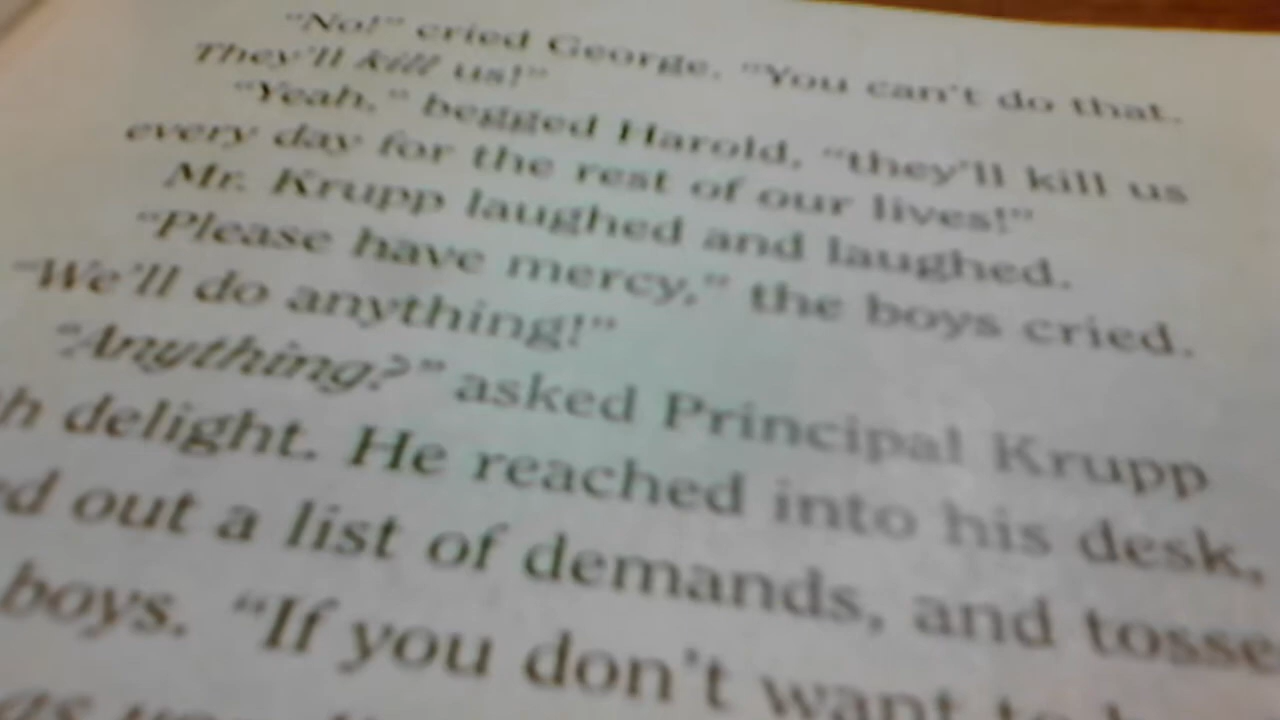 "No!" cried George. "You can't do that.
They'll kill us!"
"Yeah," begged Harold, "they'll kill us
every day for the rest of our lives!"
Mr. Krupp laughed and laughed.
"Please have mercy," the boys cried.
"We'll do anything!"
"Anything?" asked Principal Krupp
h delight. He reached into his desk,
ed out a list of demands, and tosse
boys. "If you don't want to b
as